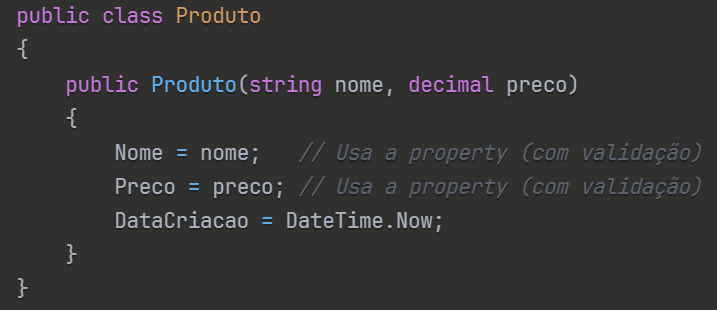 public class Produto
{
    public Produto(string nome, decimal preco)
    {
        Nome = nome;   // Usa a property (com validação)
        Preco = preco; // Usa a property (com validação)
        DataCriacao = DateTime.Now;
    }
}